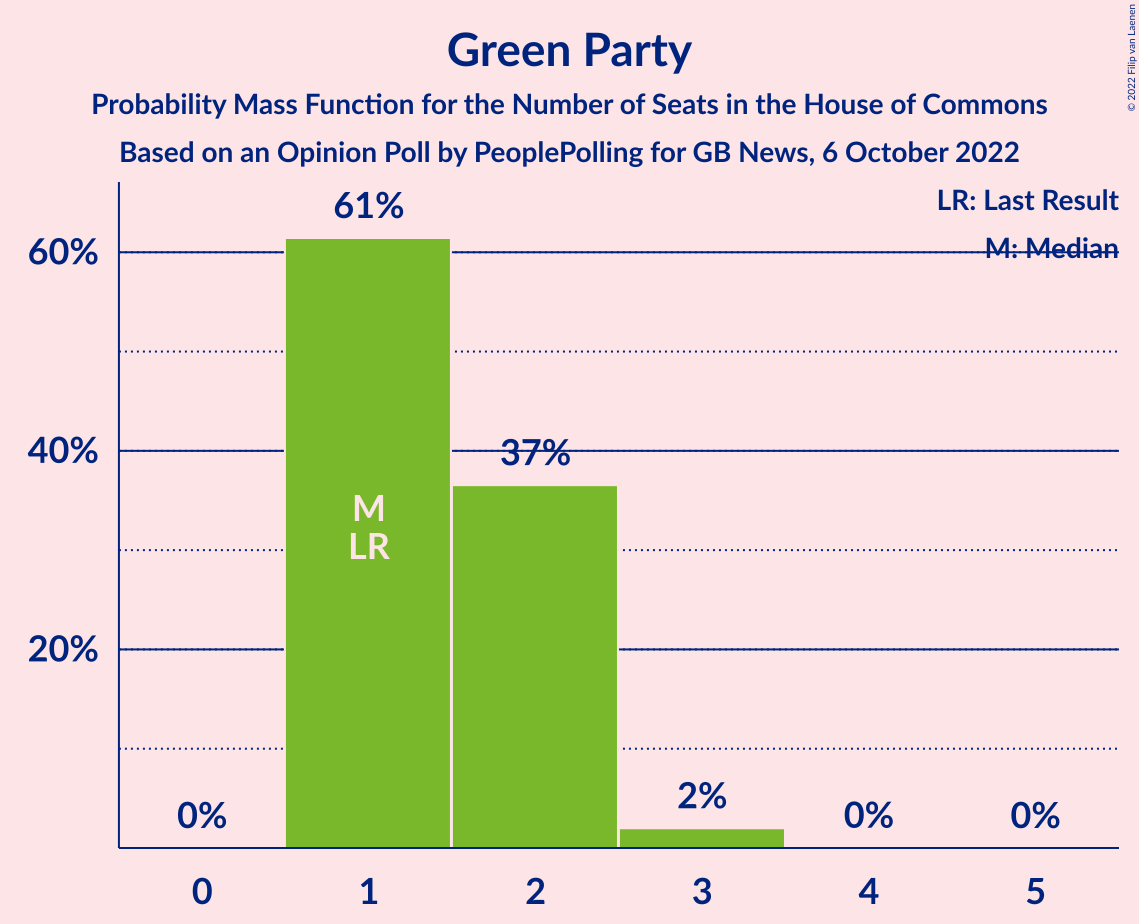 Green Party
Probability Mass Function for the Number of Seats in the House of Commons
Based on an Opinion Poll by PeoplePolling for GB News, 6 October 2022
© 2022 Filip van Laenen
LR: Last Result
M: Median
61%
60%
37%
40%
M
LR
20%
2%
0%
0%
0%
0
1
2
3
4
5